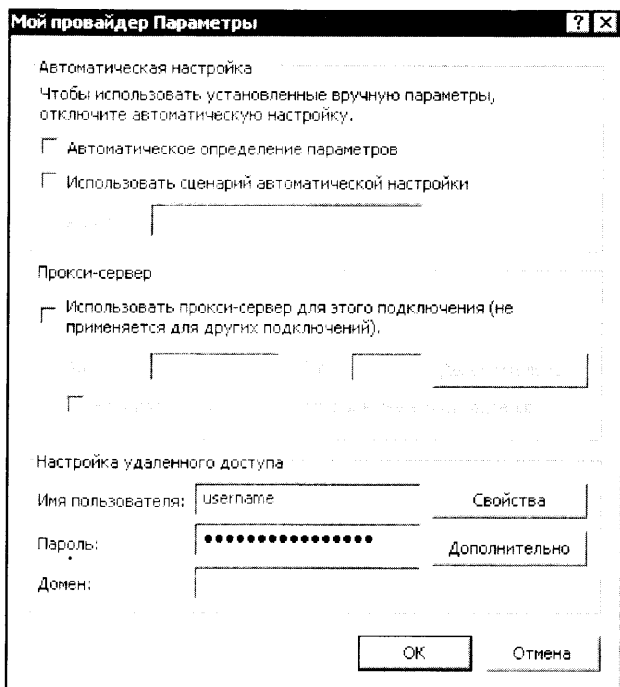 Мой провайдер Параметры
Автоматическая настройка
Чтобы использовать установленные вручную параметры,
отключите автоматическую настройку.
Автоматическое определение параметров
Использовать сценарий автоматической настройки
Прокси-сервер
Использовать прокси-сервер для этого подключения (не
применяется для других подключений).
Настройка удаленного доступа
Имя пользователя: username Свойства
Пароль: •••••••••••••••• Дополнительно
Домен:
ОК Отмена